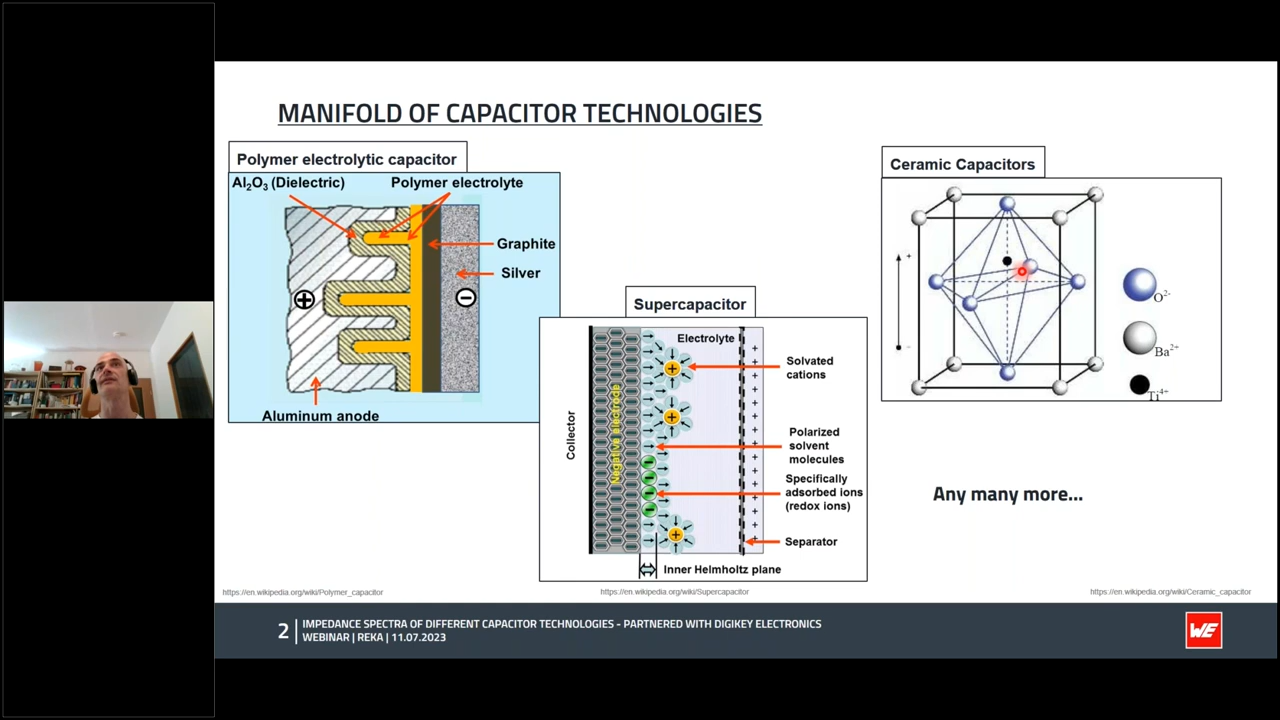 MANIFOLD OF CAPACITOR TECHNOLOGIES
Polymer electrolytic capacitor
Al₂O₃ (Dielectric)
Polymer electrolyte
Graphite
Silver
Aluminum anode
Supercapacitor
Electrolyte
Solvated
cations
Collector
Negative electrode
Polarized
solvent
molecules
Specifically
adsorbed ions
(redox ions)
Separator
Inner Helmholtz plane
Ceramic Capacitors
O²⁻
Ba²⁺
Ti⁴⁺
Any many more...
https://en.wikipedia.org/wiki/Polymer_capacitor
https://en.wikipedia.org/wiki/Supercapacitor
https://en.wikipedia.org/wiki/Ceramic_capacitor
2
IMPEDANCE SPECTRA OF DIFFERENT CAPACITOR TECHNOLOGIES - PARTNERED WITH DIGIKEY ELECTRONICS
WEBINAR | REKA | 11.07.2023
WE